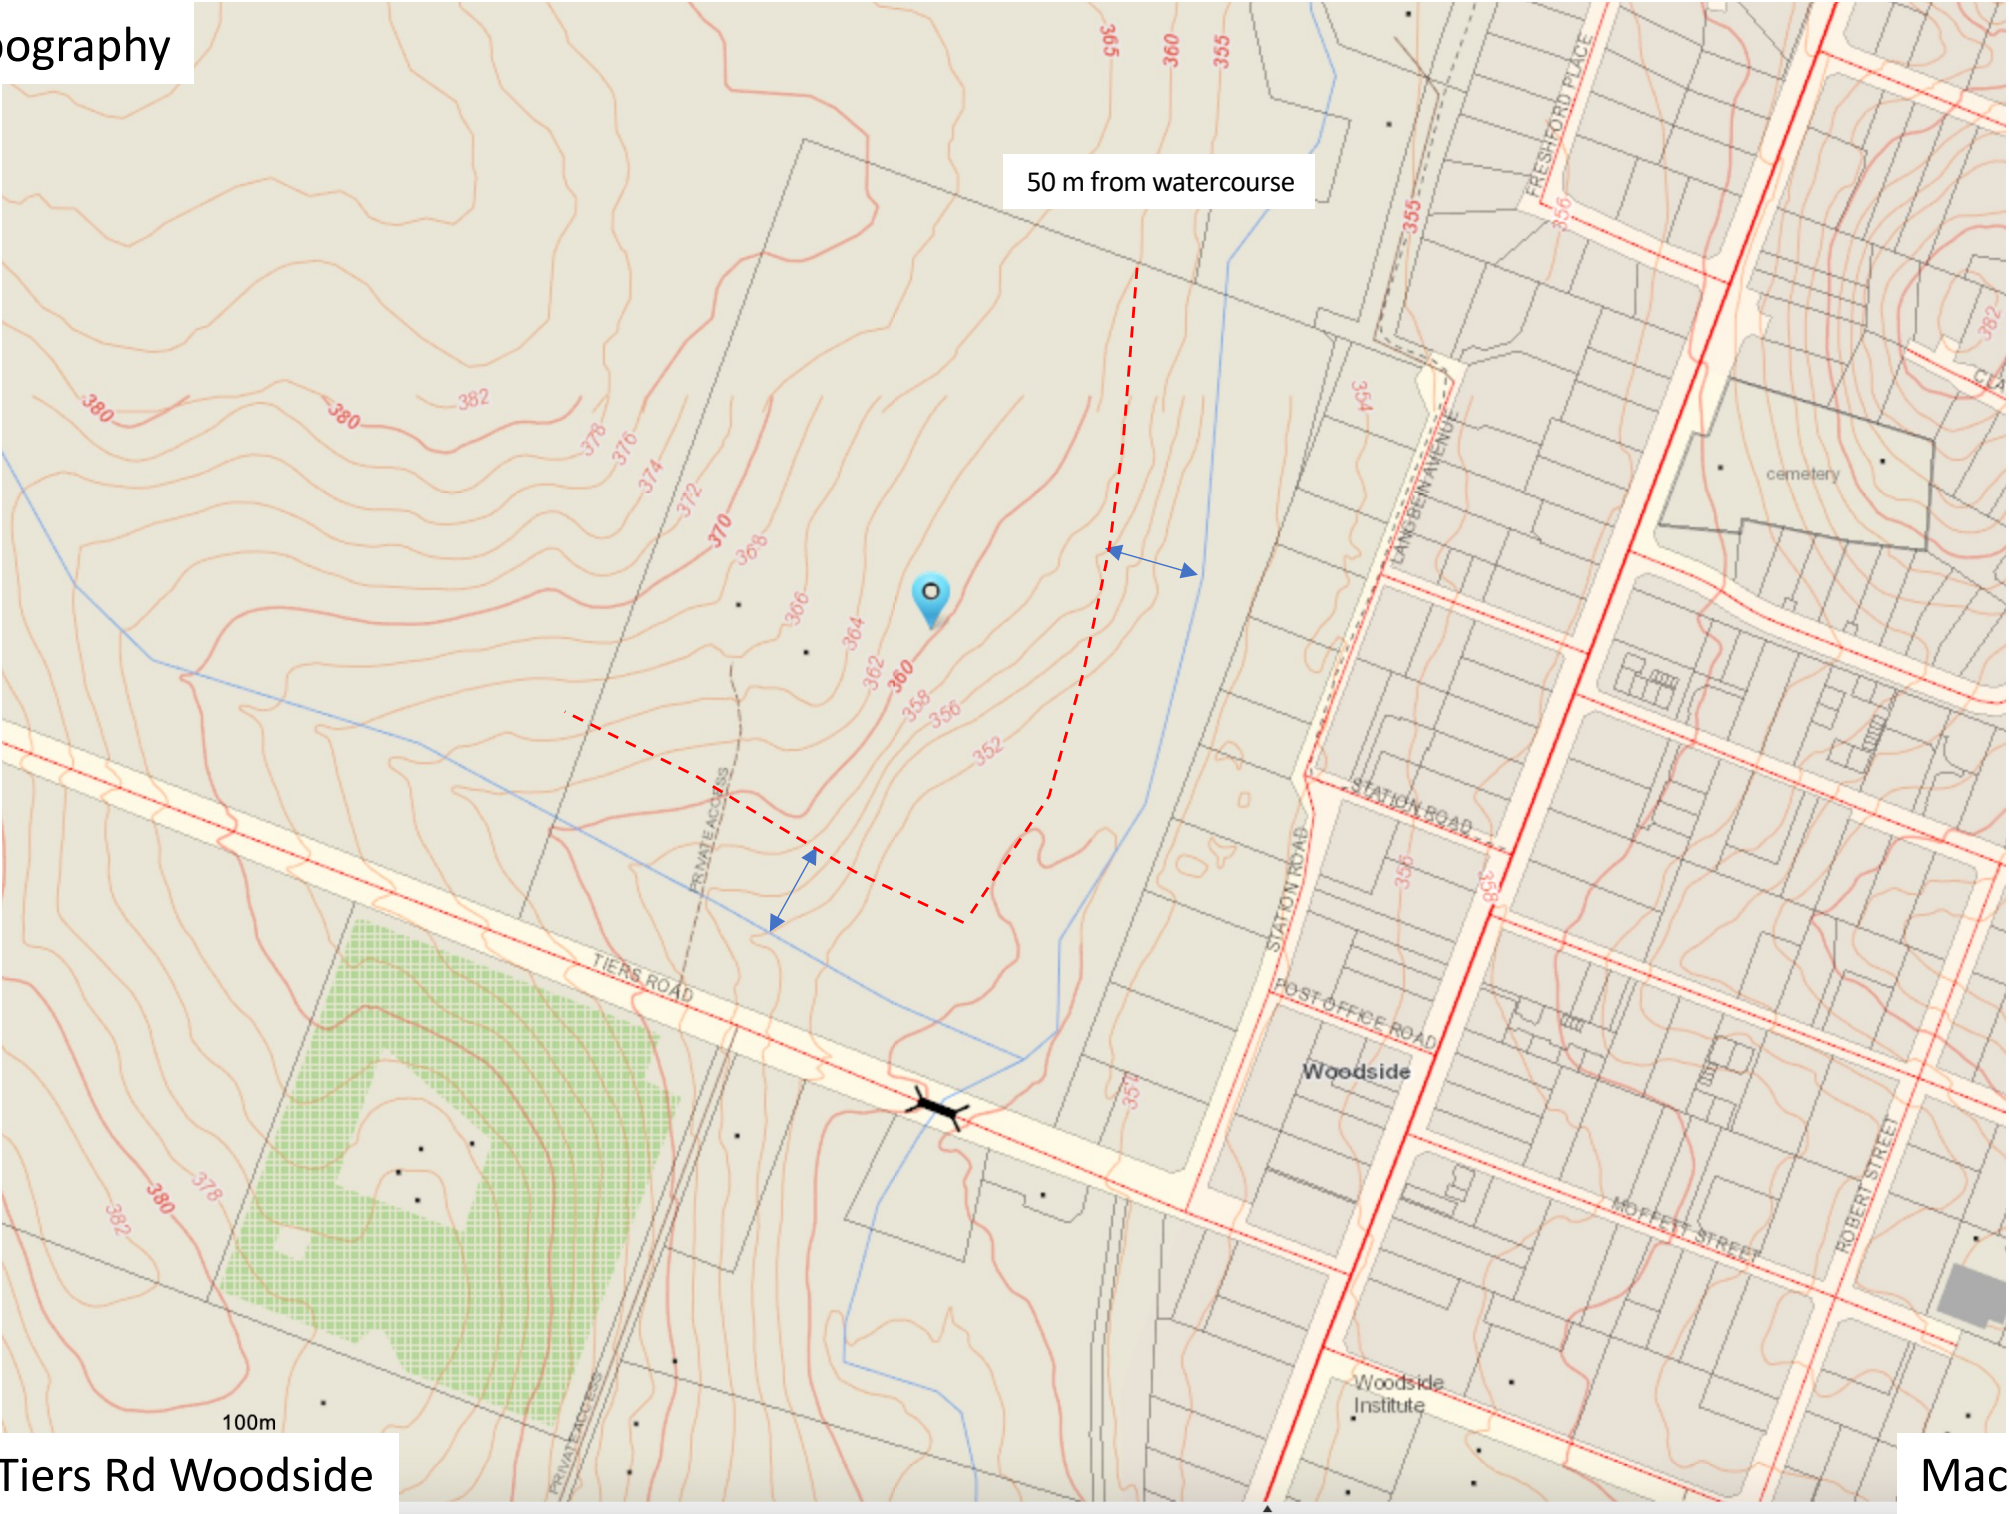 pography
365
360
355
FRESHFORD PLACE
50 m from watercourse
355
356
382
380
380
382
354
CLA
378
376
374
372
370
368
LANGBEIN AVENUE
cemetery
366
364
362
360
358
356
352
PRIVATE ACCESS
STATION ROAD
STATION ROAD
356
358
TIERS ROAD
POST OFFICE ROAD
Woodside
ROBERT STREET
MOFFETT STREET
382
380
378
PRIVATE ACCESS
Woodside
Institute
100m
Tiers Rd Woodside
Mac